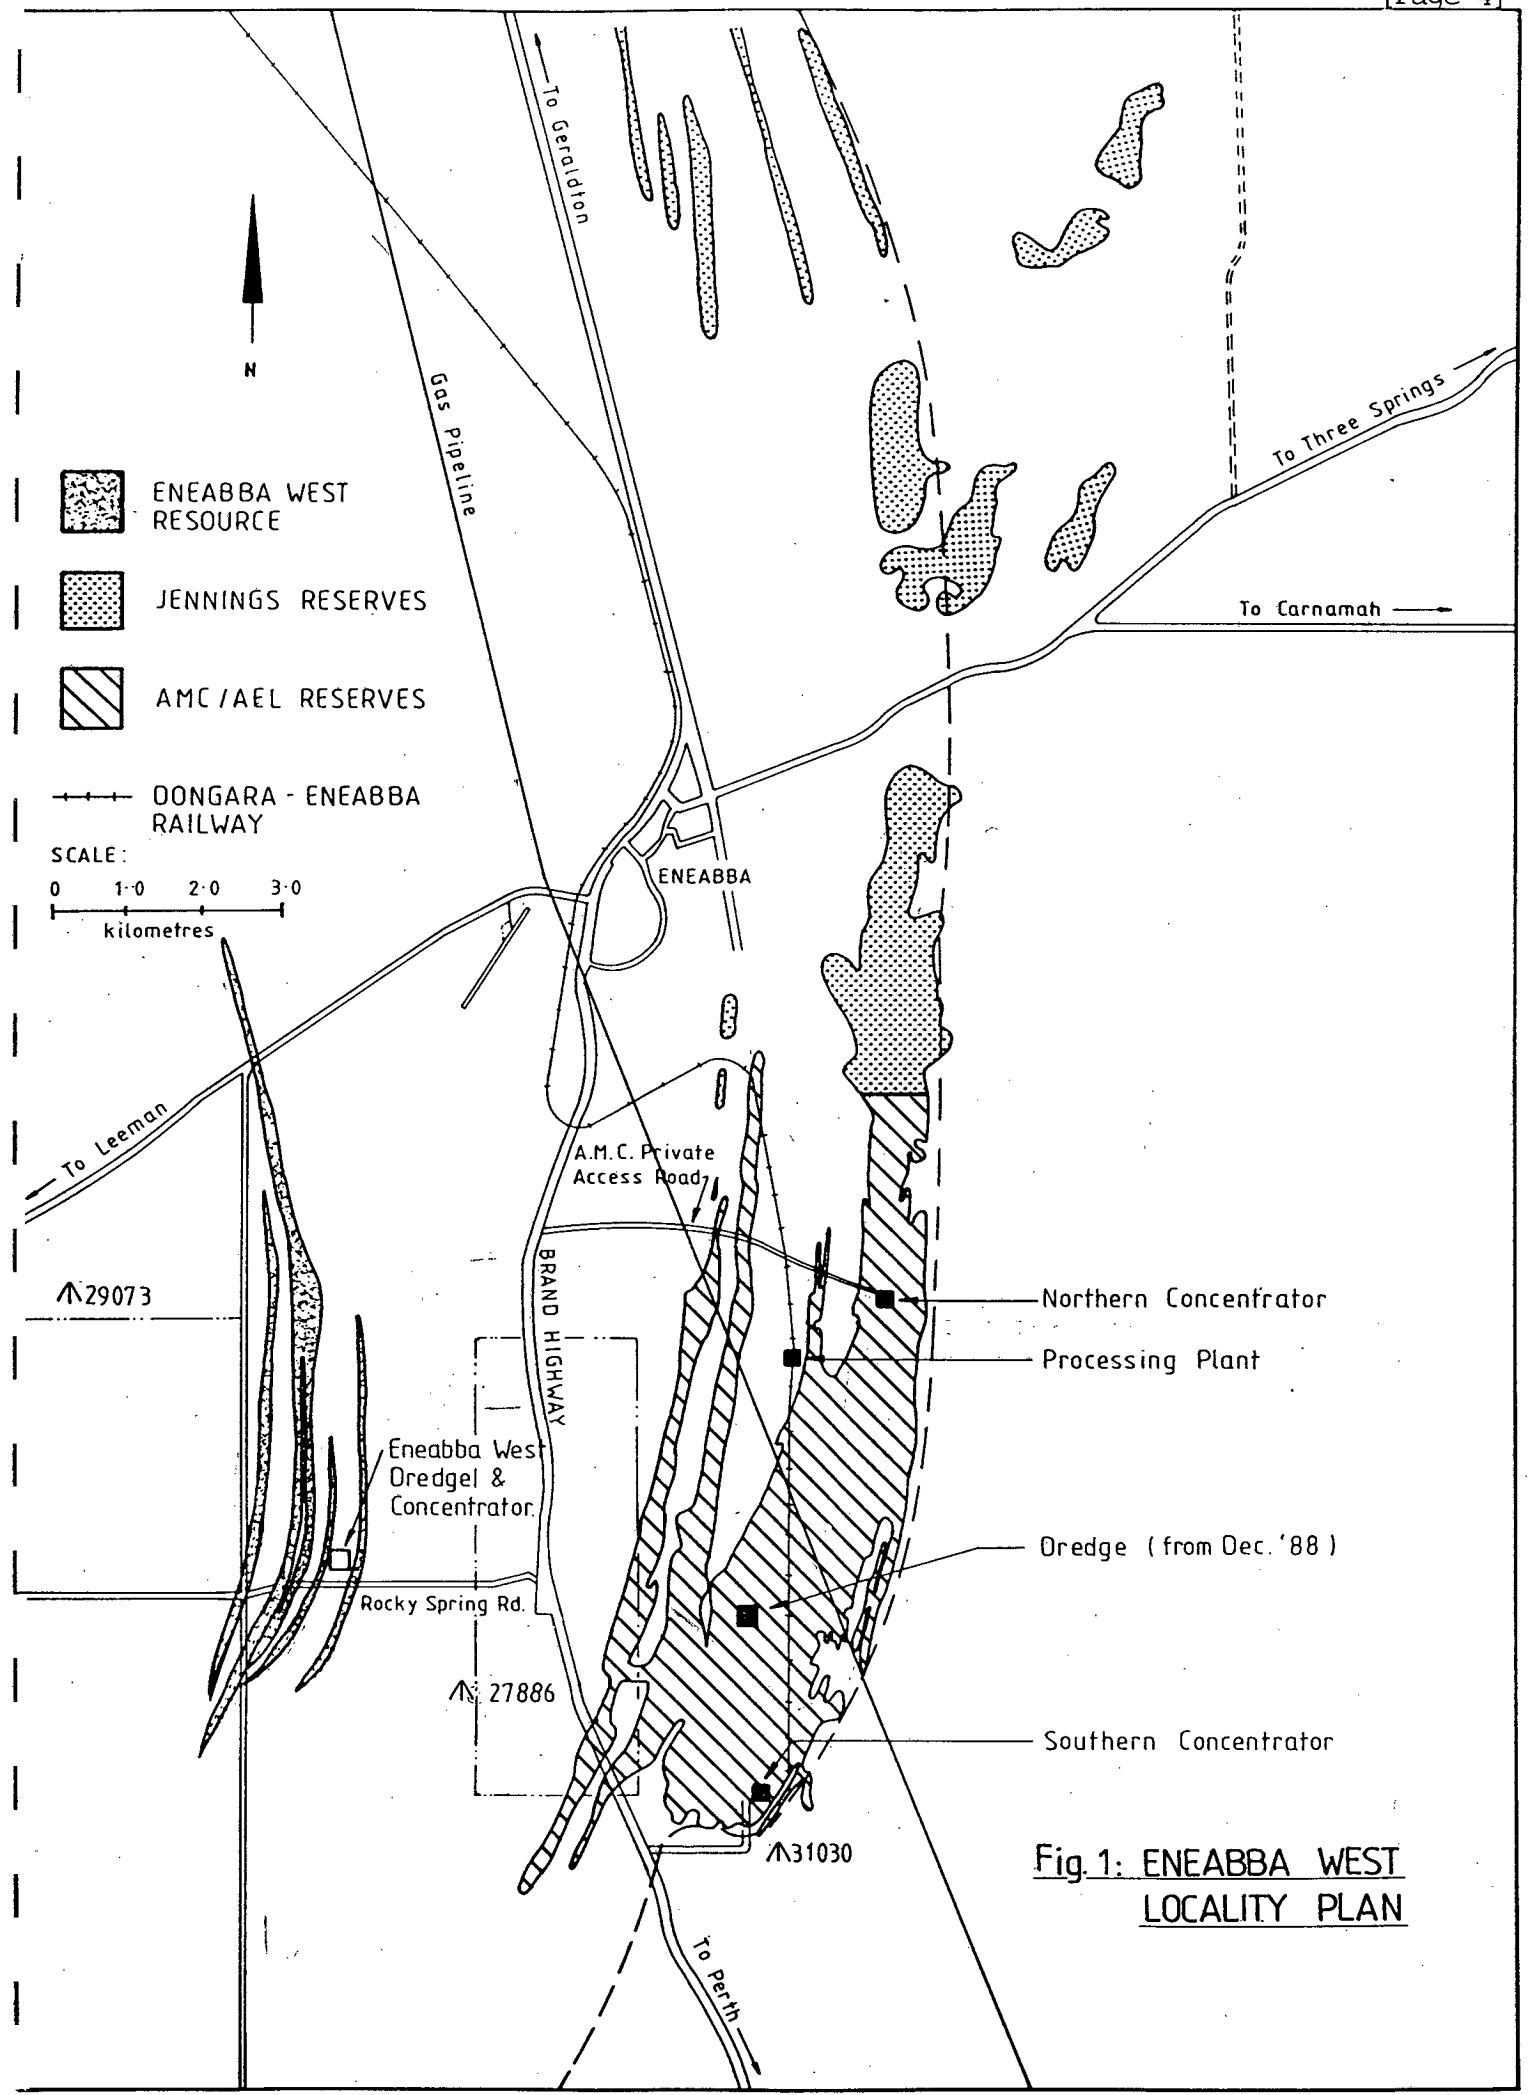 [Page 4]
To Geraldton
N
Gas Pipeline
To Three Springs
ENEABBA WEST
RESOURCE
JENNINGS RESERVES
To Carnamah
AMC/AEL RESERVES
DONGARA - ENEABBA
RAILWAY
SCALE:
0 1·0 2·0 3·0
kilometres
ENEABBA
To Leeman
A.M.C. Private
Access Road
BRAND HIGHWAY
29073
Northern Concentrator
Processing Plant
Eneabba West
Dredge1 &
Concentrator.
Dredge (from Dec. '88)
Rocky Spring Rd.
27886
Southern Concentrator
31030
Fig. 1: ENEABBA WEST
LOCALITY PLAN
To Perth